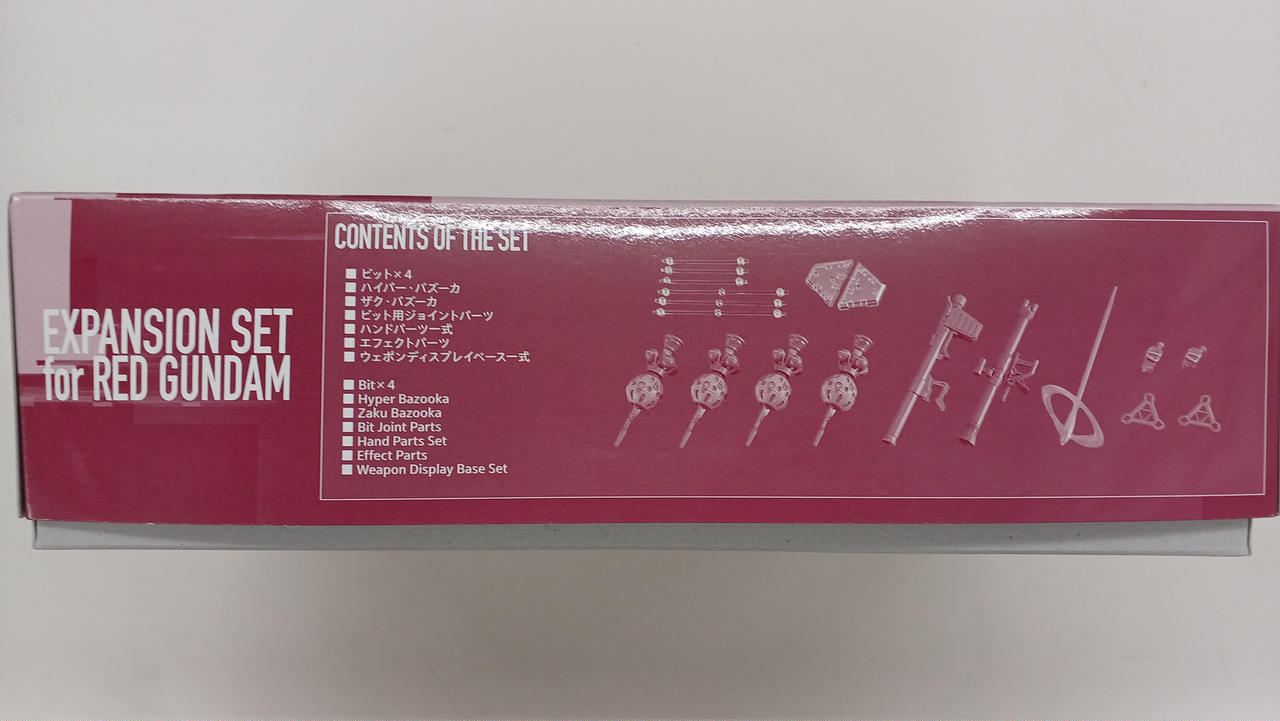 EXPANSION SET
for RED GUNDAM
CONTENTS OF THE SET
■ビット×4
■ハイパー・バズーカ
■ザク・バズーカ
■ビット用ジョイントパーツ
■ハンドパーツ一式
■エフェクトパーツ
■ウェポンディスプレイベース一式
■Bit×4
■Hyper Bazooka
■Zaku Bazooka
■Bit Joint Parts
■Hand Parts Set
■Effect Parts
■Weapon Display Base Set